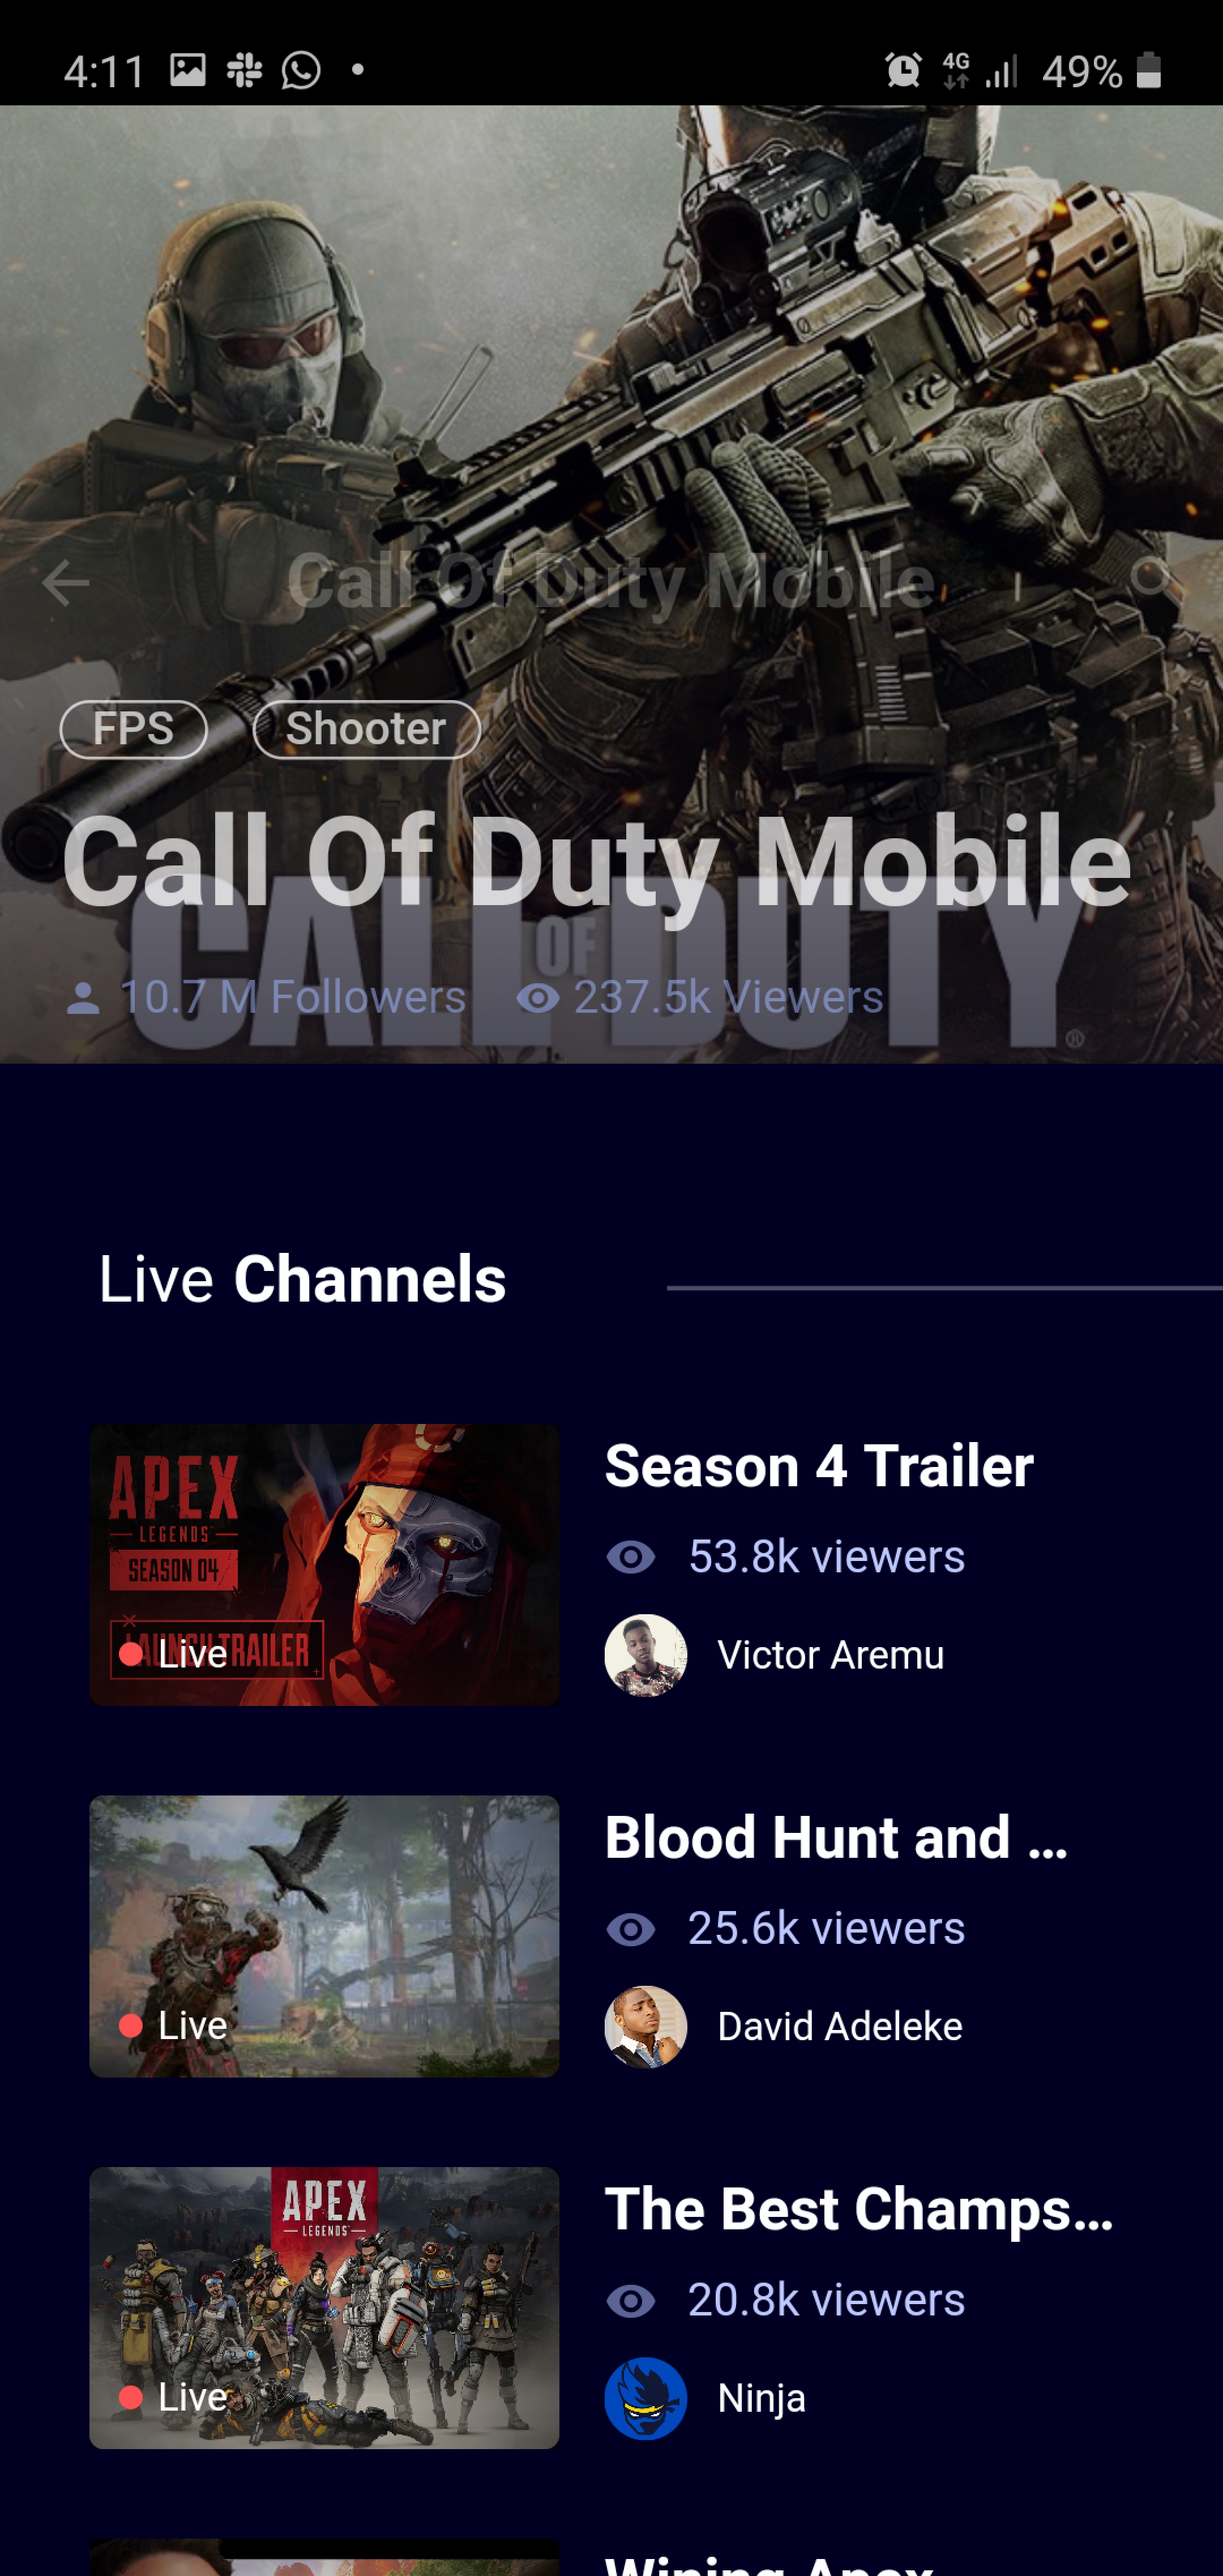 4:11
4G 49%
Call Of Duty Mobile
FPS Shooter
Call Of Duty Mobile
CALL OF DUTY®
10.7 M Followers 237.5k Viewers
Live Channels
APEX
LEGENDS
SEASON 04
LAUNCH TRAILER
Live
Season 4 Trailer
53.8k viewers
Victor Aremu
Live
Blood Hunt and ...
25.6k viewers
David Adeleke
APEX
LEGENDS
Live
The Best Champs...
20.8k viewers
Ninja
Wining Apex